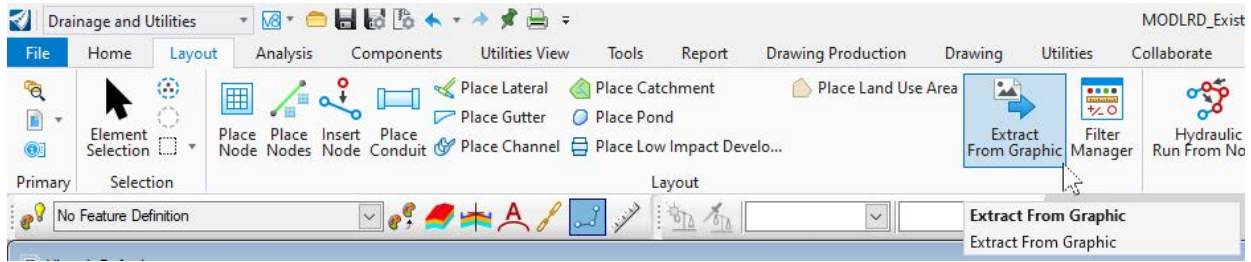 Drainage and Utilities
V8
MODLRD_Exist
File Home Layout Analysis Components Utilities View Tools Report Drawing Production Drawing Utilities Collaborate
Element Selection
Place Node
Place Nodes
Insert Node
Place Conduit
Place Lateral
Place Gutter
Place Channel
Place Catchment
Place Pond
Place Low Impact Develo...
Place Land Use Area
Extract From Graphic
Filter Manager
Hydraulic Run From No
Primary Selection Layout
No Feature Definition
Extract From Graphic
Extract From Graphic